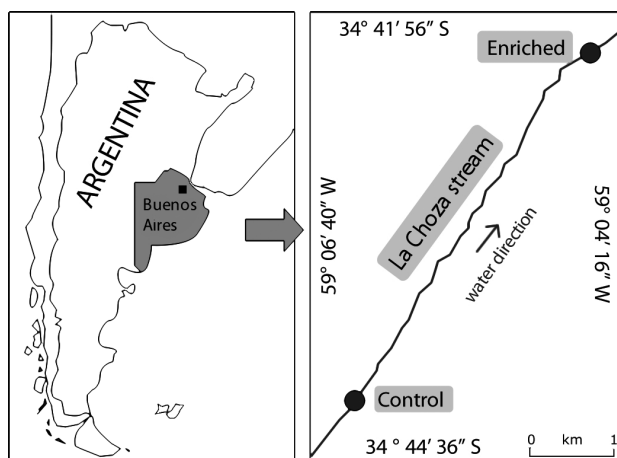 ARGENTINA
Buenos
Aires
34° 41′ 56″ S
Enriched
59° 06′ 40″ W
La Choza stream
water direction
59° 04′ 16″ W
Control
34 ° 44′ 36″ S
0 km 1